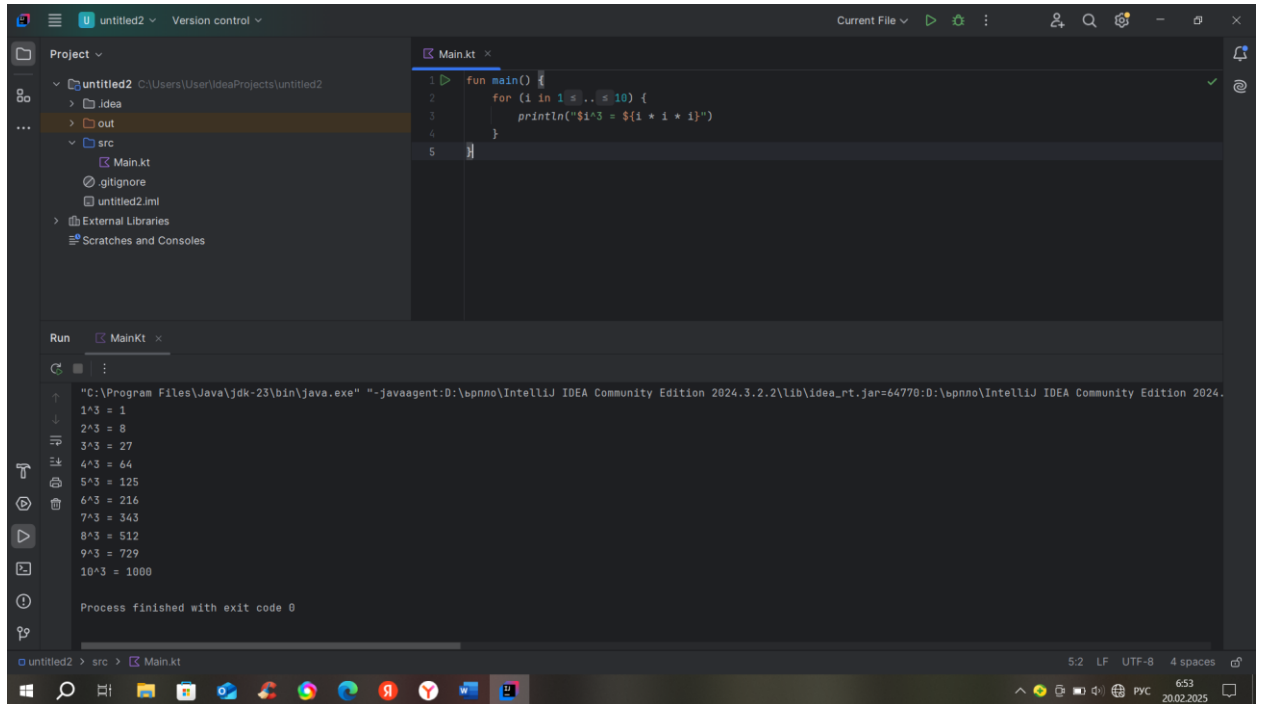 U untitled2 Version control Current File
Project
Main.kt
untitled2 C:\Users\User\IdeaProjects\untitled2
.idea
out
src
Main.kt
.gitignore
untitled2.iml
External Libraries
Scratches and Consoles
1 fun main() {
2 for (i in 1 ≤ .. ≤ 10) {
3 println("$i^3 = ${i * i * i}")
4 }
5 }
Run MainKt
"C:\Program Files\Java\jdk-23\bin\java.exe" "-javaagent:D:\ьрпло\IntelliJ IDEA Community Edition 2024.3.2.2\lib\idea_rt.jar=64770:D:\ьрпло\IntelliJ IDEA Community Edition 2024.
1^3 = 1
2^3 = 8
3^3 = 27
4^3 = 64
5^3 = 125
6^3 = 216
7^3 = 343
8^3 = 512
9^3 = 729
10^3 = 1000
Process finished with exit code 0
untitled2 > src > Main.kt 5:2 LF UTF-8 4 spaces
РУС
6:53
20.02.2025